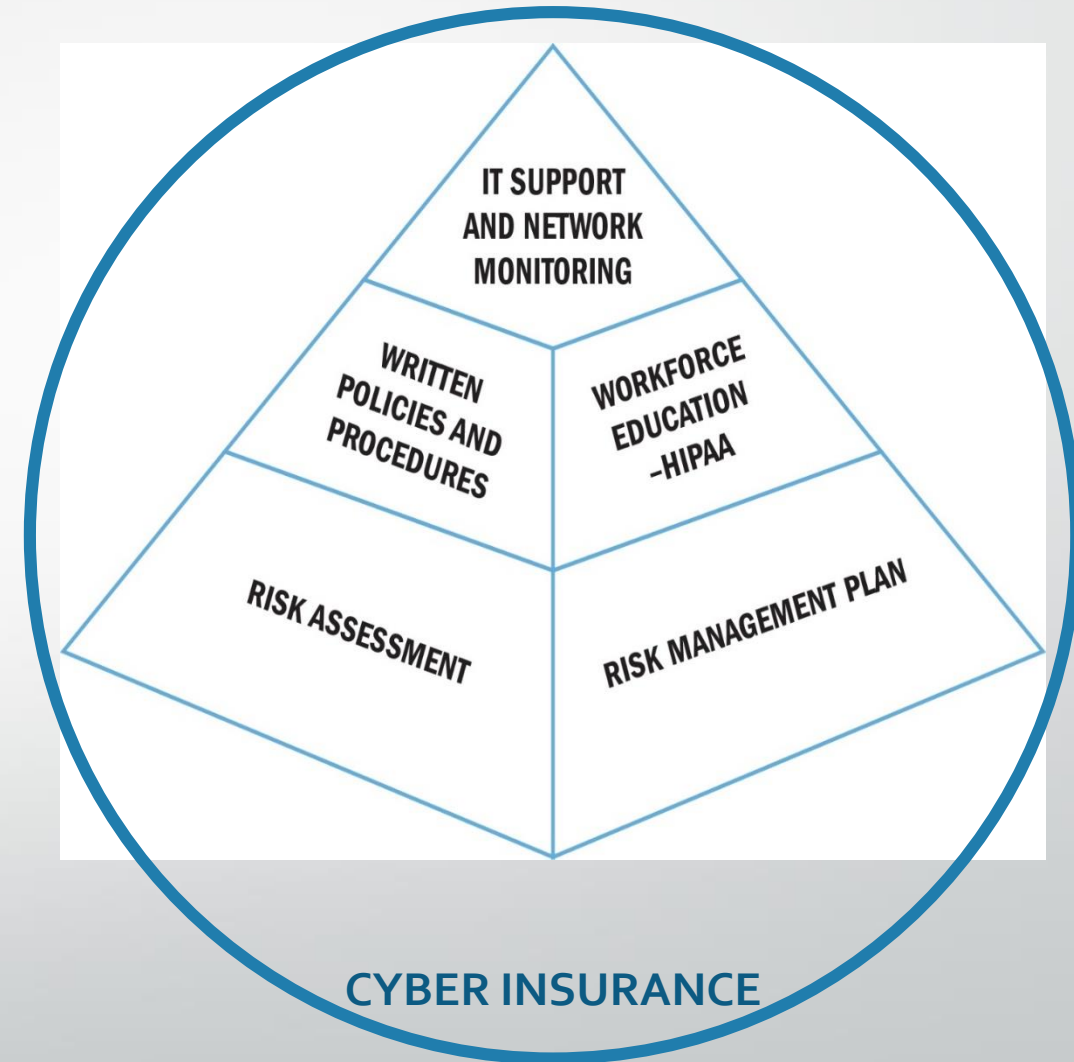 IT SUPPORT
AND NETWORK
MONITORING
WRITTEN
POLICIES AND
PROCEDURES
WORKFORCE
EDUCATION
–HIPAA
RISK ASSESSMENT
RISK MANAGEMENT PLAN
CYBER INSURANCE